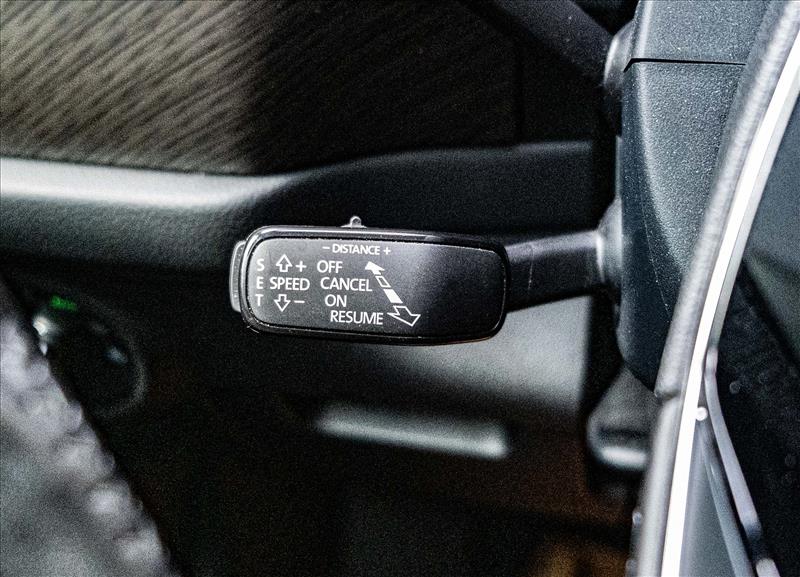 − DISTANCE +
S + OFF
E SPEED CANCEL
T − ON
RESUME